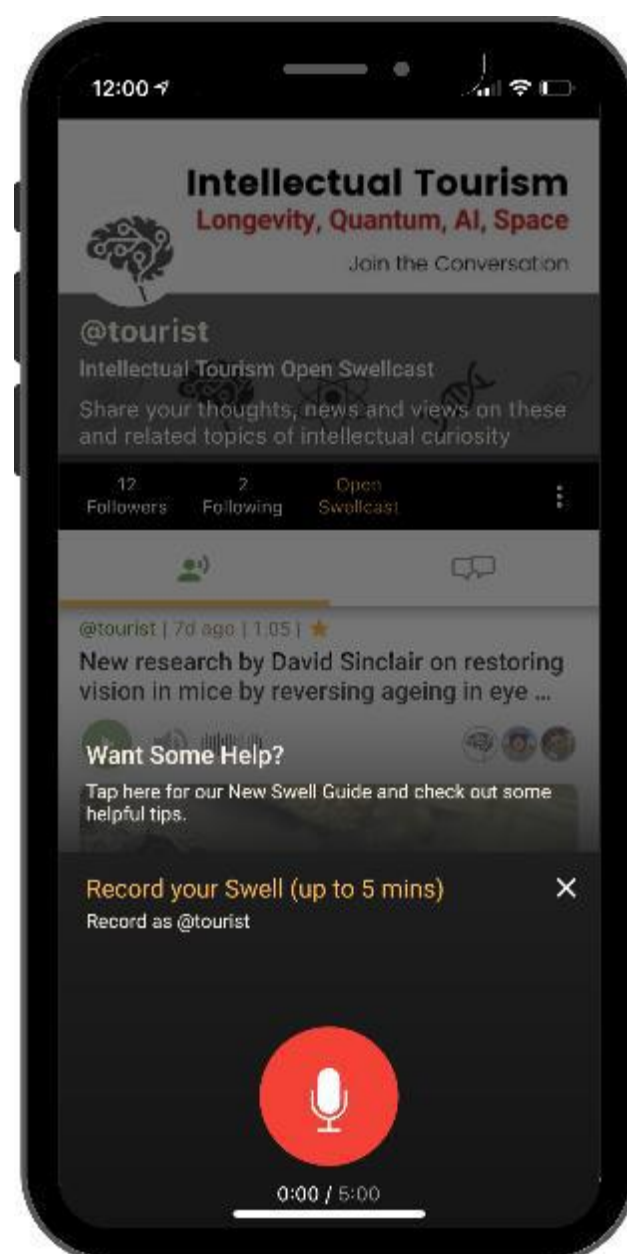 12:00
Intellectual Tourism
Longevity, Quantum, AI, Space
Join the Conversation
@tourist
Intellectual Tourism Open Swellcast
Share your thoughts, news and views on these
and related topics of intellectual curiosity
12 2 Open
Followers Following Swellcast
@tourist | 7d ago | 1:05 |
New research by David Sinclair on restoring
vision in mice by reversing ageing in eye ...
Want Some Help?
Tap here for our New Swell Guide and check out some
helpful tips.
Record your Swell (up to 5 mins)
Record as @tourist
0:00 / 5:00